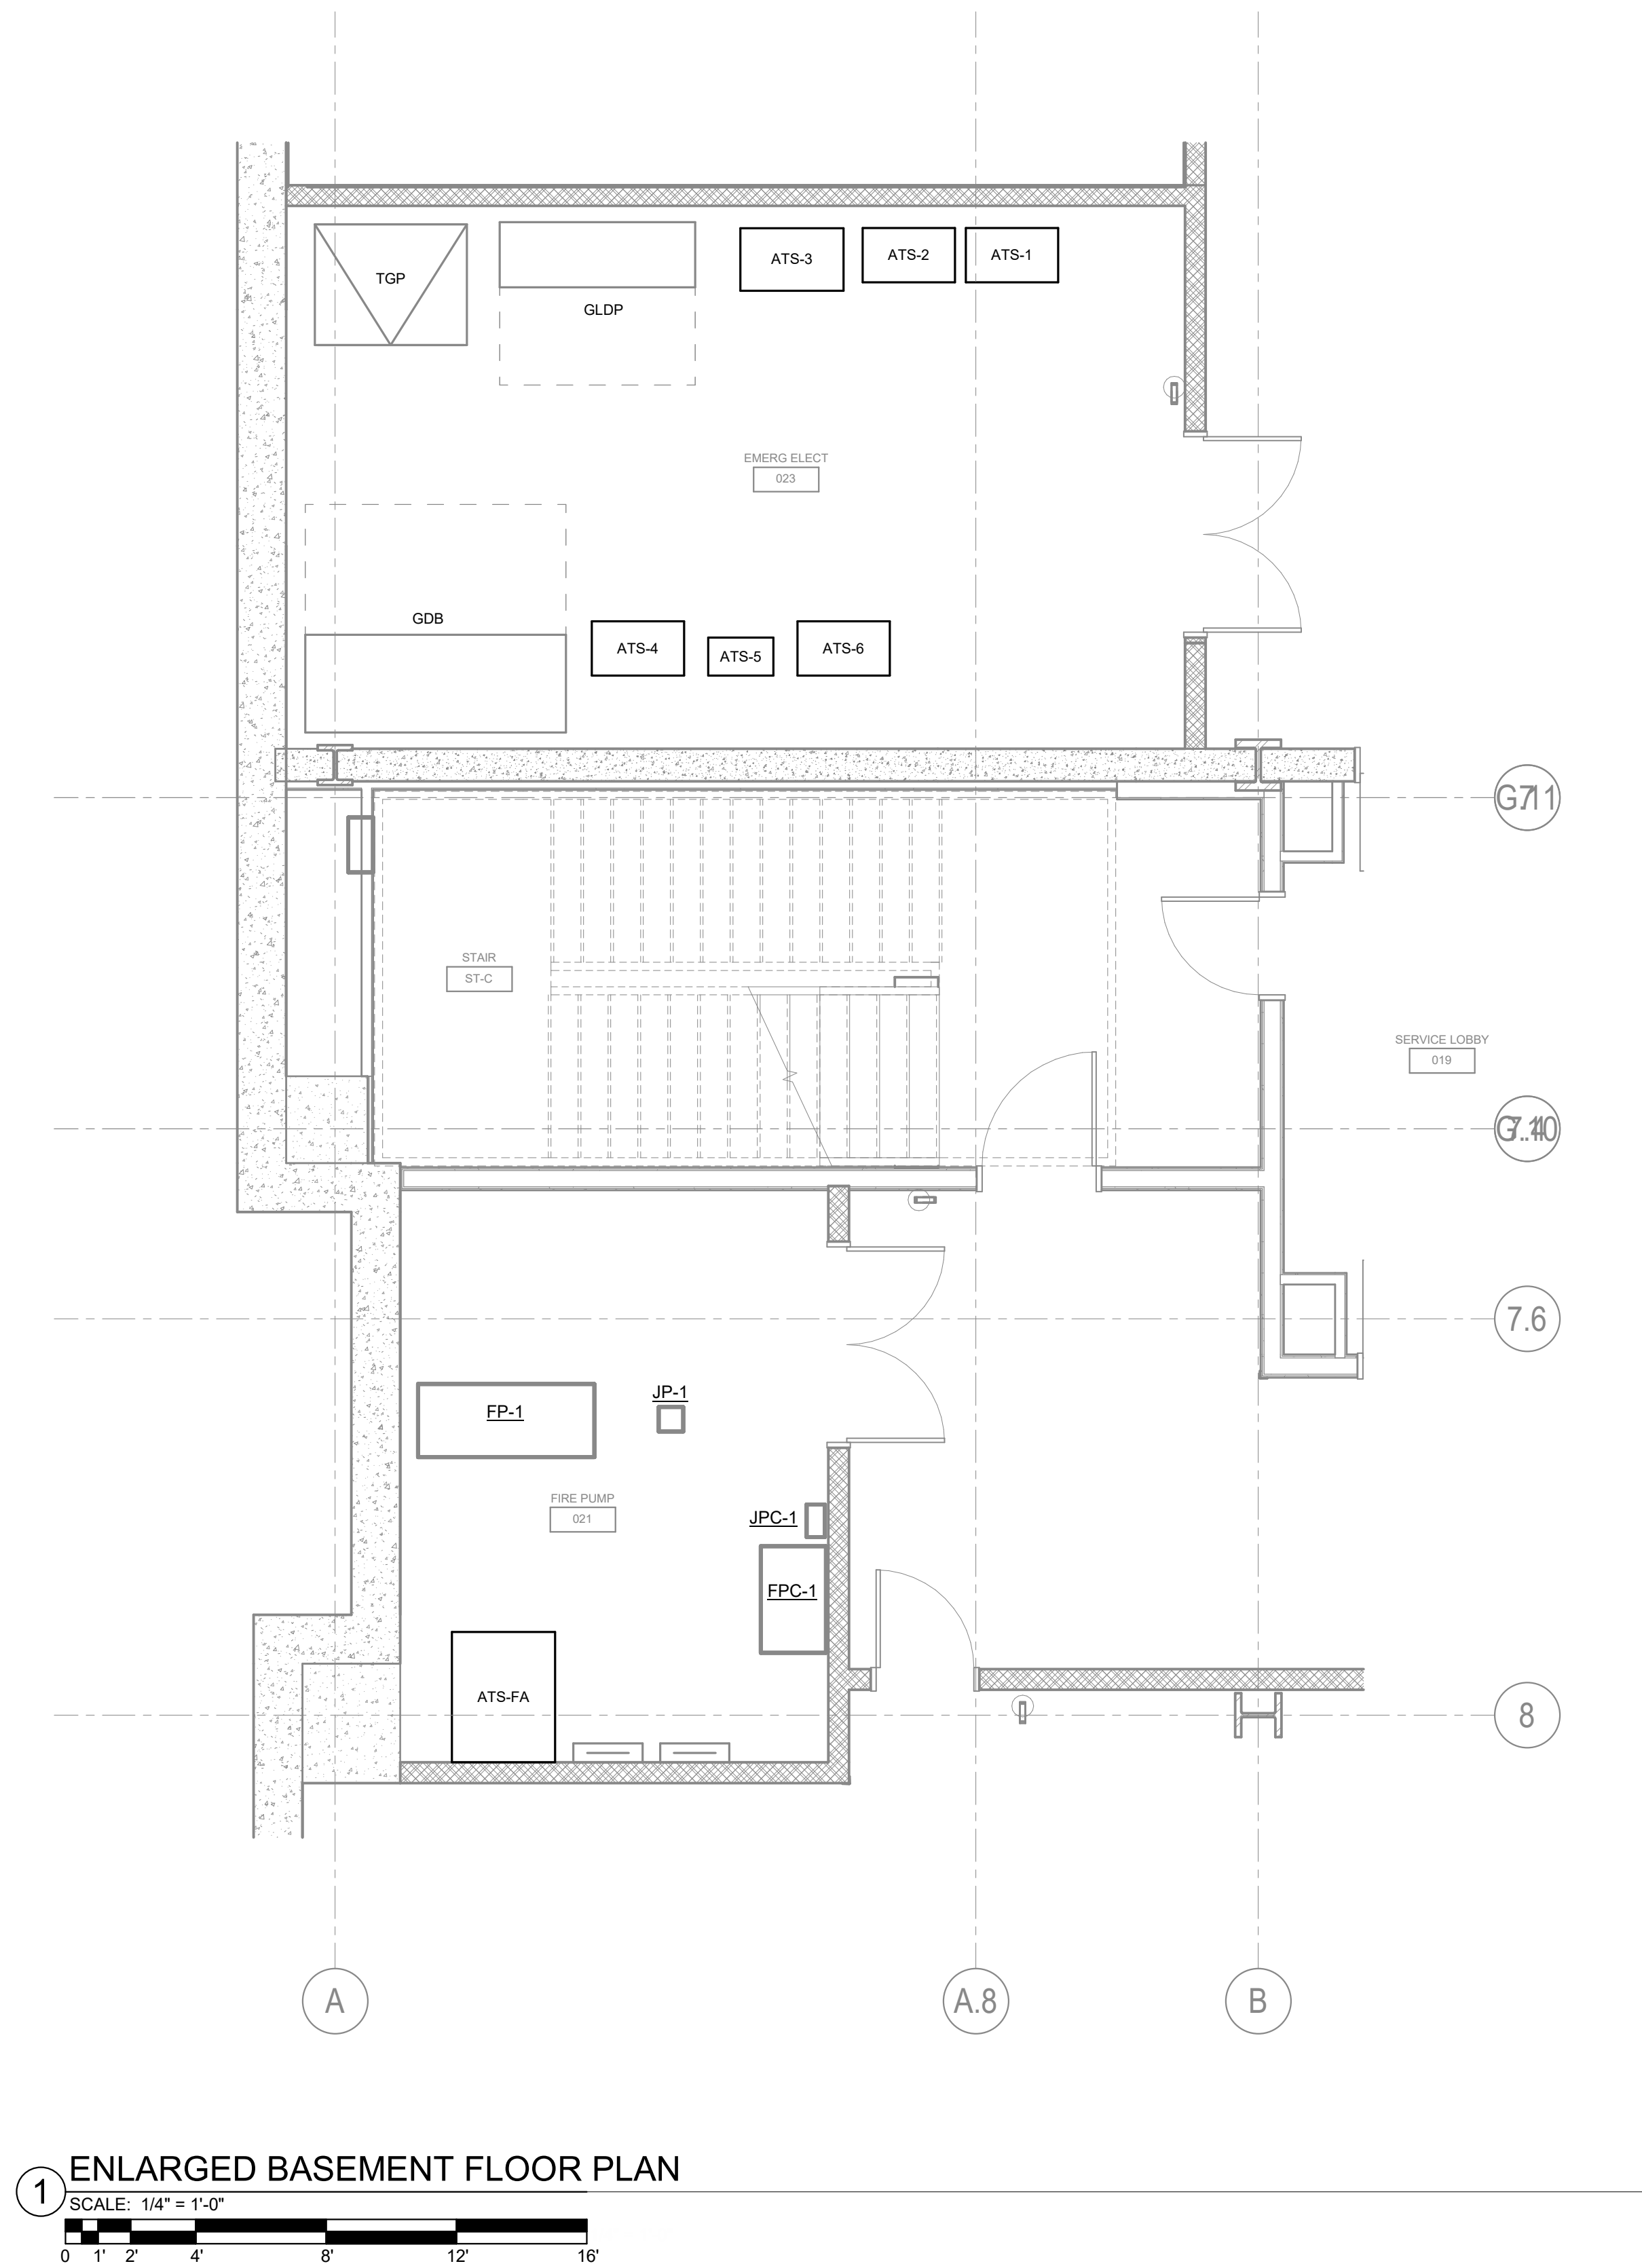 TGP
GLDP
ATS-3
ATS-2
ATS-1
EMERG ELECT
023
GDB
ATS-4
ATS-5
ATS-6
STAIR
ST-C
SERVICE LOBBY
019
7.6
FP-1
JP-1
FIRE PUMP
021
JPC-1
FPC-1
ATS-FA
8
A
A.8
B
1
ENLARGED BASEMENT FLOOR PLAN
SCALE: 1/4" = 1'-0"
0 1' 2' 4' 8' 12' 16'